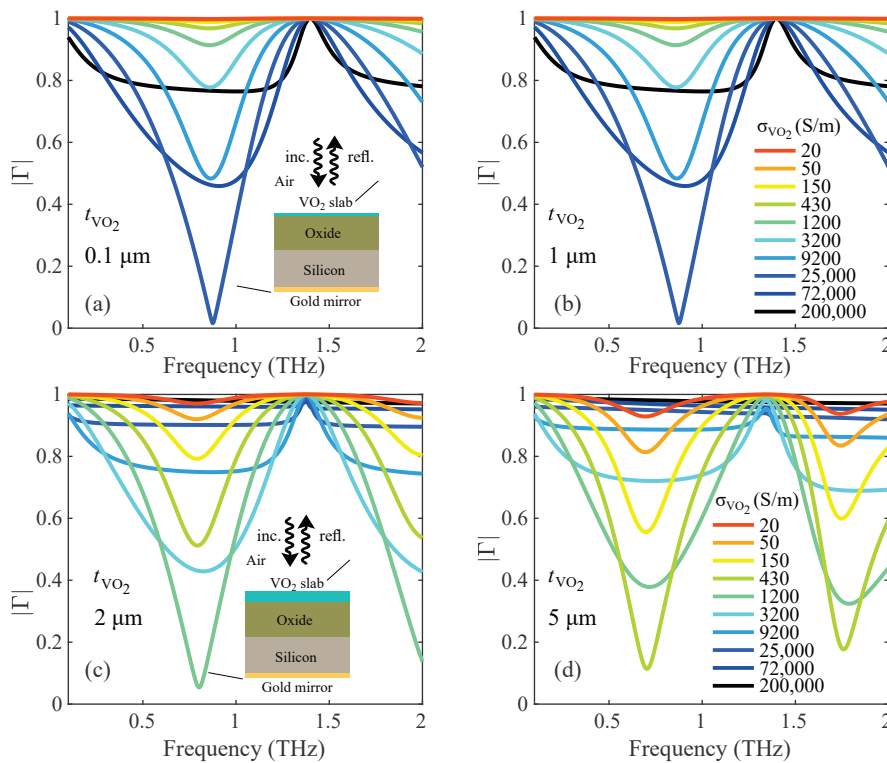 1
0.8
0.6
0.4
0.2
0
|Γ|
inc.
refl.
Air
VO2 slab
Oxide
Silicon
Gold mirror
tVO2
0.1 μm
(a)
0.5
1
1.5
2
Frequency (THz)
1
0.8
0.6
0.4
0.2
0
|Γ|
σVO2 (S/m)
20
50
150
430
1200
3200
9200
25,000
72,000
200,000
tVO2
1 μm
(b)
0.5
1
1.5
2
Frequency (THz)
1
0.8
0.6
0.4
0.2
0
|Γ|
inc.
refl.
Air
VO2 slab
Oxide
Silicon
Gold mirror
tVO2
2 μm
(c)
0.5
1
1.5
2
Frequency (THz)
1
0.8
0.6
0.4
0.2
0
|Γ|
σVO2 (S/m)
20
50
150
430
1200
3200
9200
25,000
72,000
200,000
tVO2
5 μm
(d)
0.5
1
1.5
2
Frequency (THz)